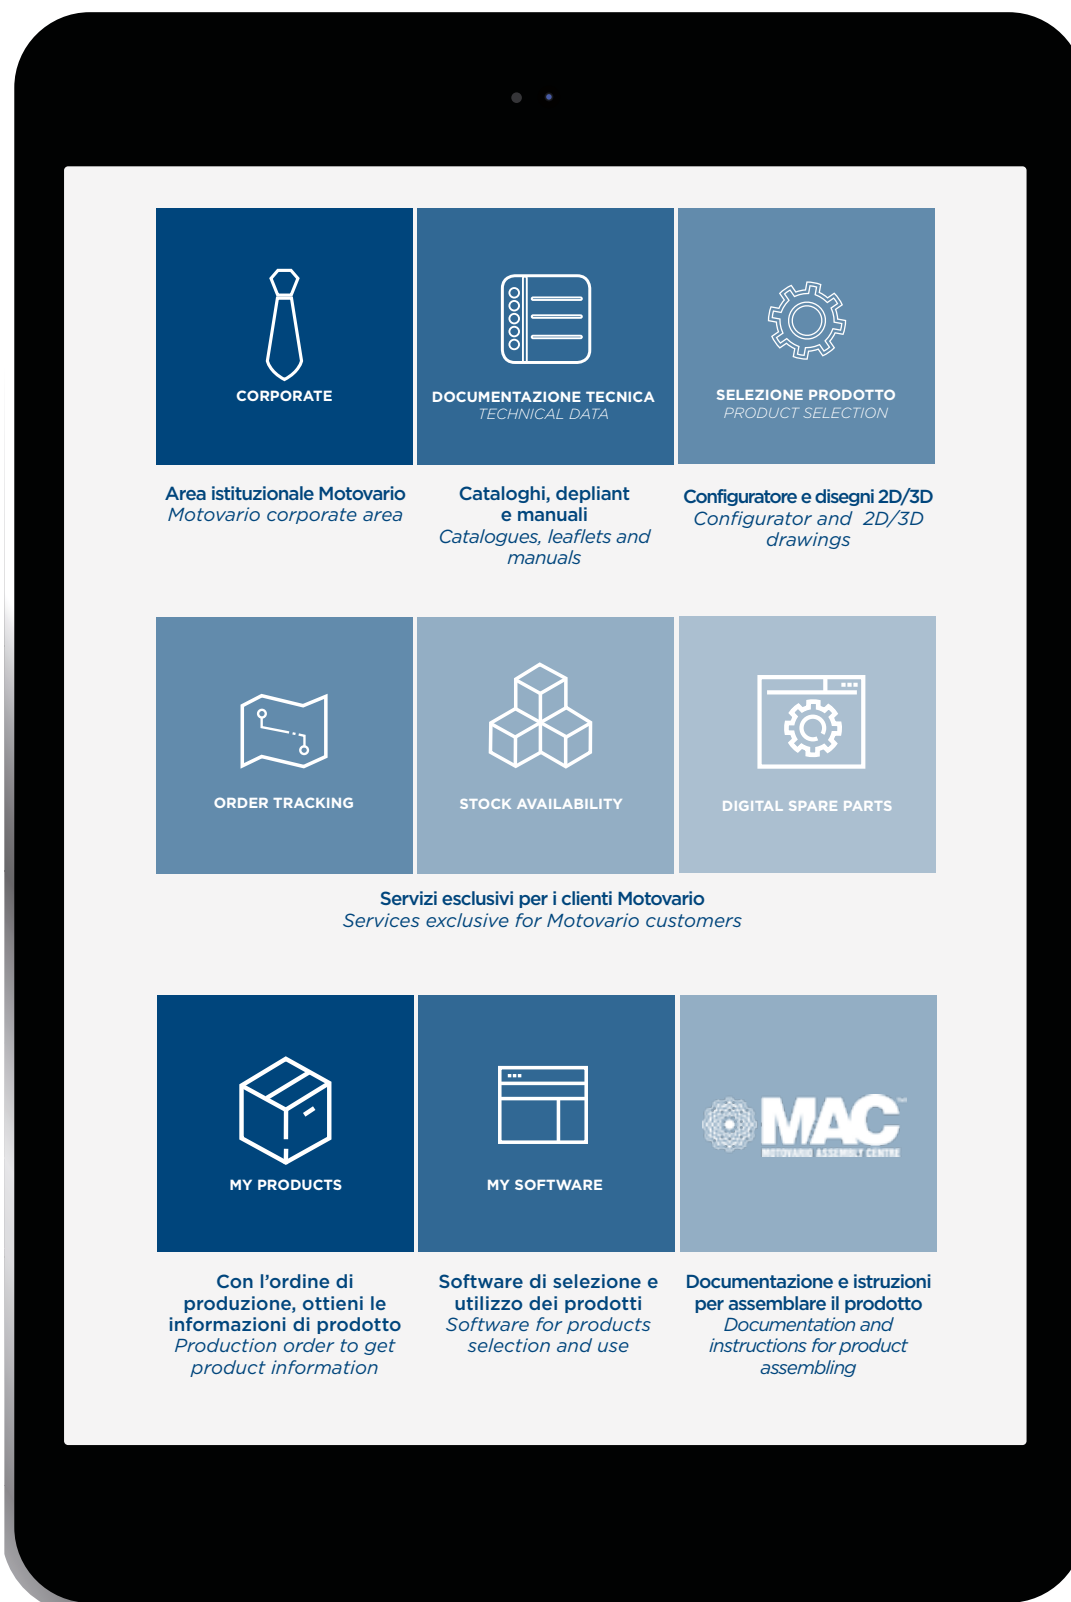 CORPORATE
DOCUMENTAZIONE TECNICA
TECHNICAL DATA
SELEZIONE PRODOTTO
PRODUCT SELECTION
Area istituzionale Motovario
Motovario corporate area
Cataloghi, depliant
e manuali
Catalogues, leaflets and
manuals
Configuratore e disegni 2D/3D
Configurator and 2D/3D
drawings
ORDER TRACKING
STOCK AVAILABILITY
DIGITAL SPARE PARTS
Servizi esclusivi per i clienti Motovario
Services exclusive for Motovario customers
MY PRODUCTS
MY SOFTWARE
MAC
MOTOVARIO ASSEMBLY CENTRE
Con l’ordine di
produzione, ottieni le
informazioni di prodotto
Production order to get
product information
Software di selezione e
utilizzo dei prodotti
Software for products
selection and use
Documentazione e istruzioni
per assemblare il prodotto
Documentation and
instructions for product
assembling